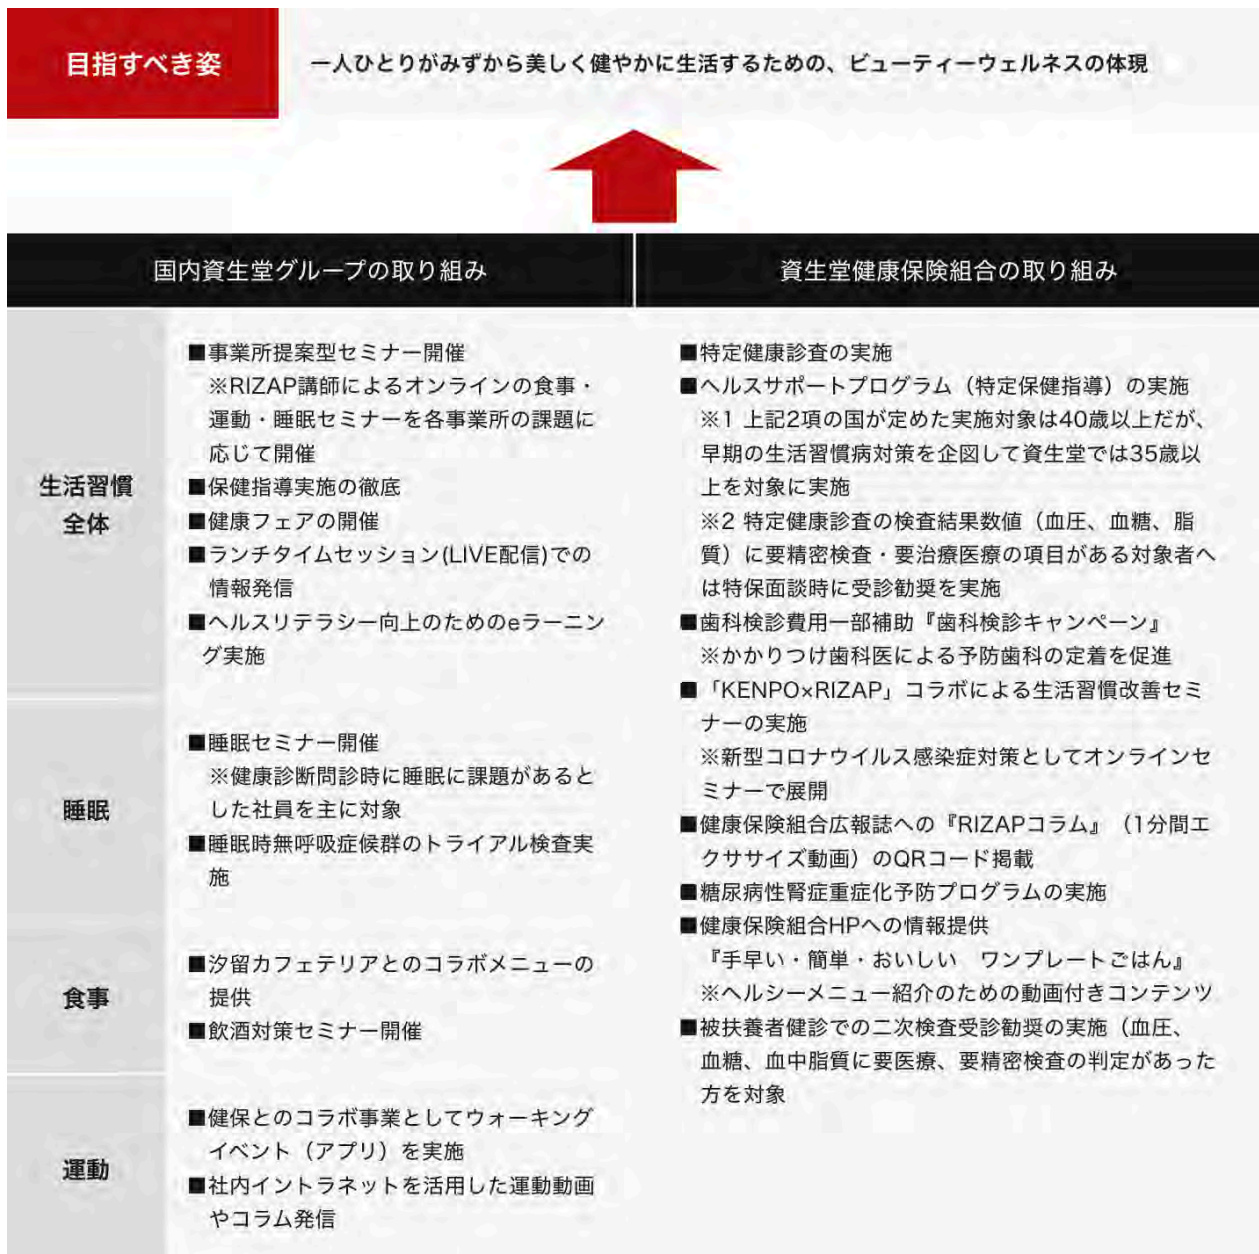 目指すべき姿
一人ひとりがみずから美しく健やかに生活するための、ビューティーウェルネスの体現
国内資生堂グループの取り組み
資生堂健康保険組合の取り組み
生活習慣
全体
■事業所提案型セミナー開催
※RIZAP講師によるオンラインの食事・
運動・睡眠セミナーを各事業所の課題に
応じて開催
■保健指導実施の徹底
■健康フェアの開催
■ランチタイムセッション(LIVE配信)での
情報発信
■ヘルスリテラシー向上のためのeラーニン
グ実施
睡眠
■睡眠セミナー開催
※健康診断問診時に睡眠に課題があると
した社員を主に対象
■睡眠時無呼吸症候群のトライアル検査実
施
食事
■汐留カフェテリアとのコラボメニューの
提供
■飲酒対策セミナー開催
運動
■健保とのコラボ事業としてウォーキング
イベント（アプリ）を実施
■社内イントラネットを活用した運動動画
やコラム発信
■特定健康診査の実施
■ヘルスサポートプログラム（特定保健指導）の実施
※1 上記2項の国が定めた実施対象は40歳以上だが、
早期の生活習慣病対策を企図して資生堂では35歳以
上を対象に実施
※2 特定健康診査の検査結果数値（血圧、血糖、脂
質）に要精密検査・要治療医療の項目がある対象者へ
は特保面談時に受診勧奨を実施
■歯科検診費用一部補助『歯科検診キャンペーン』
※かかりつけ歯科医による予防歯科の定着を促進
■「KENPO×RIZAP」コラボによる生活習慣改善セミ
ナーの実施
※新型コロナウイルス感染症対策としてオンラインセ
ミナーで展開
■健康保険組合広報誌への『RIZAPコラム』（1分間エ
クササイズ動画）のQRコード掲載
■糖尿病性腎症重症化予防プログラムの実施
■健康保険組合HPへの情報提供
『手早い・簡単・おいしい　ワンプレートごはん』
※ヘルシーメニュー紹介のための動画付きコンテンツ
■被扶養者健診での二次検査受診勧奨の実施（血圧、
血糖、血中脂質に要医療、要精密検査の判定があった
方を対象